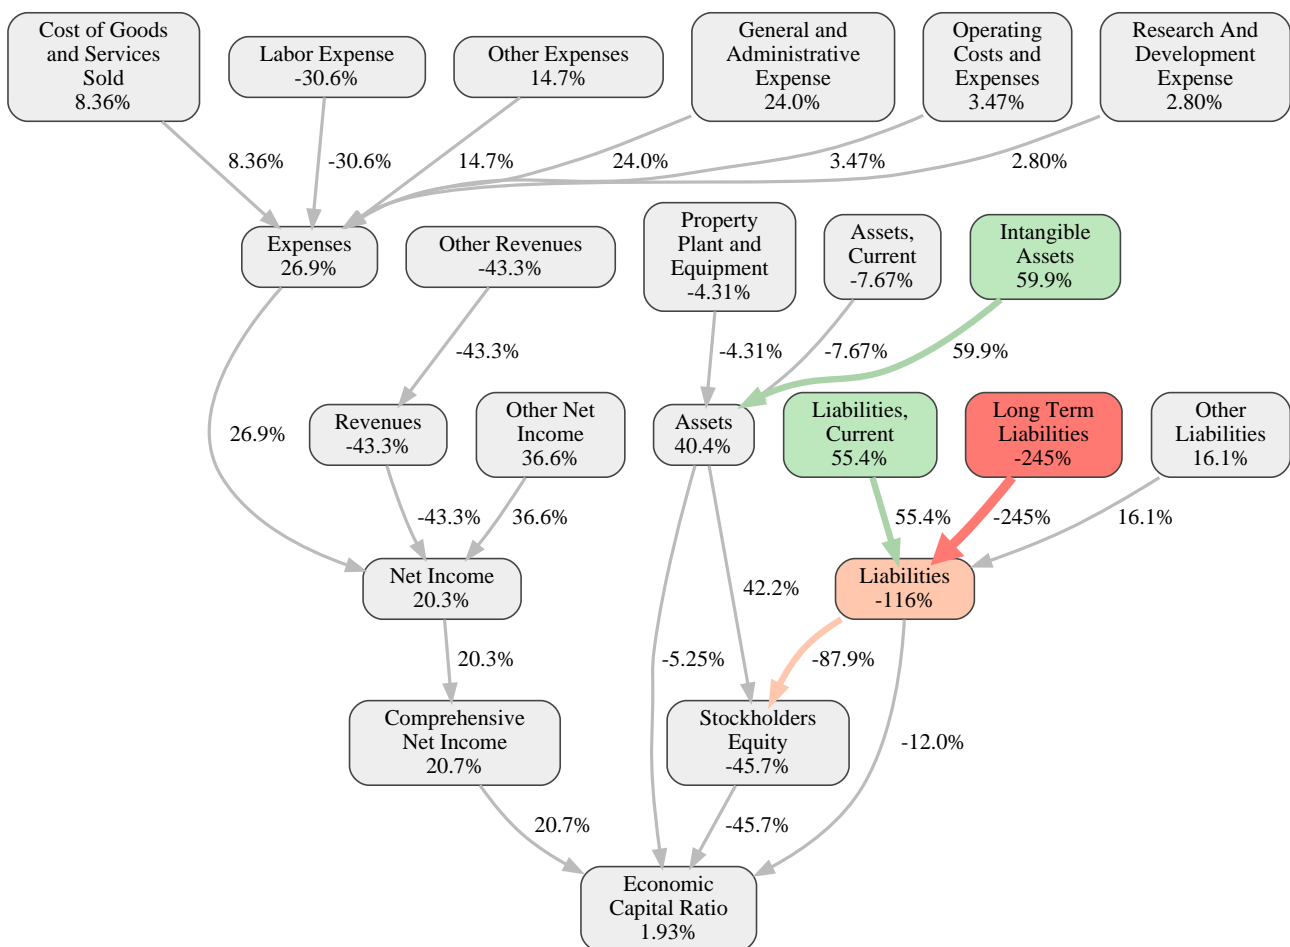 Cost of Goods
and Services
Sold
8.36%
Labor Expense
-30.6%
Other Expenses
14.7%
General and
Administrative
Expense
24.0%
Operating
Costs and
Expenses
3.47%
Research And
Development
Expense
2.80%
8.36%
-30.6%
14.7%
24.0%
3.47%
2.80%
Expenses
26.9%
Other Revenues
-43.3%
Property
Plant and
Equipment
-4.31%
Assets,
Current
-7.67%
Intangible
Assets
59.9%
-43.3%
-4.31%
-7.67%
59.9%
26.9%
Revenues
-43.3%
Other Net
Income
36.6%
Assets
40.4%
Liabilities,
Current
55.4%
Long Term
Liabilities
-245%
Other
Liabilities
16.1%
-43.3%
36.6%
55.4%
-245%
16.1%
Net Income
20.3%
42.2%
Liabilities
-116%
20.3%
-5.25%
-87.9%
Comprehensive
Net Income
20.7%
Stockholders
Equity
-45.7%
-12.0%
20.7%
-45.7%
Economic
Capital Ratio
1.93%